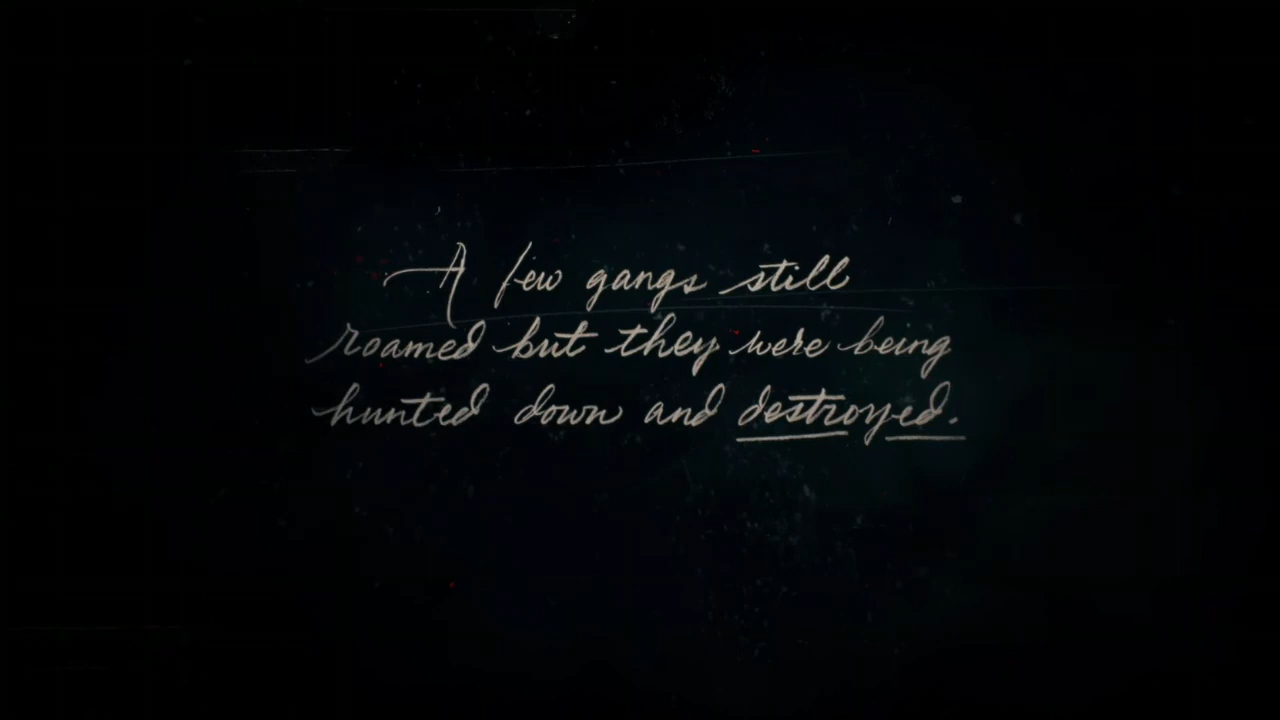 A few gangs still
roamed but they were being
hunted down and destroyed.